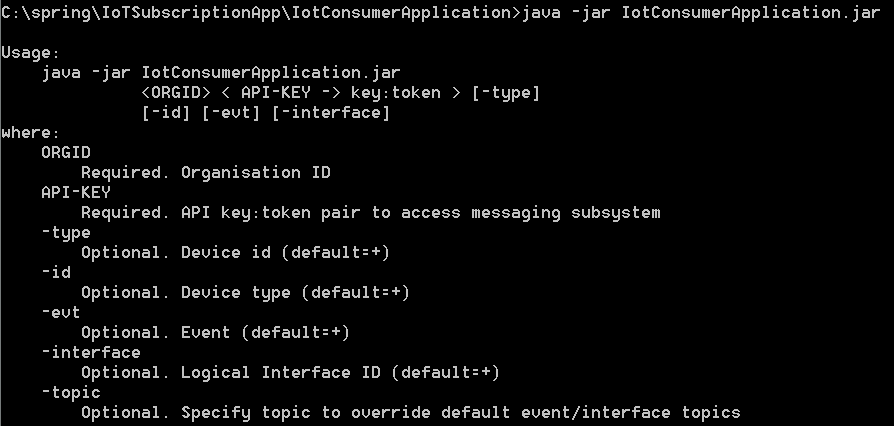 C:\spring\IoTSubscriptionApp\IotConsumerApplication>java -jar IotConsumerApplication.jar
Usage:
java -jar IotConsumerApplication.jar
<ORGID> < API-KEY -> key:token > [-type]
[-id] [-evt] [-interface]
where:
ORGID
Required. Organisation ID
API-KEY
Required. API key:token pair to access messaging subsystem
-type
Optional. Device id (default=+)
-id
Optional. Device type (default=+)
-evt
Optional. Event (default=+)
-interface
Optional. Logical Interface ID (default=+)
-topic
Optional. Specify topic to override default event/interface topics